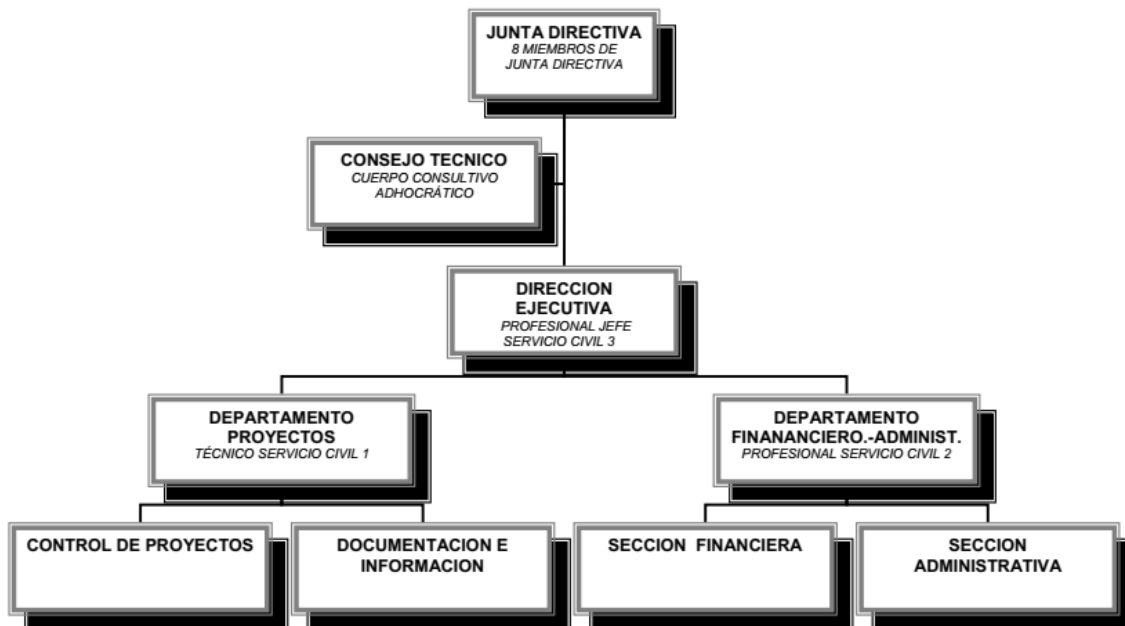 JUNTA DIRECTIVA
8 MIEMBROS DE
JUNTA DIRECTIVA
CONSEJO TECNICO
CUERPO CONSULTIVO
ADHOCRÁTICO
DIRECCION
EJECUTIVA
PROFESIONAL JEFE
SERVICIO CIVIL 3
DEPARTAMENTO
PROYECTOS
TÉCNICO SERVICIO CIVIL 1
DEPARTAMENTO
FINANANCIERO.-ADMINIST.
PROFESIONAL SERVICIO CIVIL 2
CONTROL DE PROYECTOS
DOCUMENTACION E
INFORMACION
SECCION FINANCIERA
SECCION
ADMINISTRATIVA